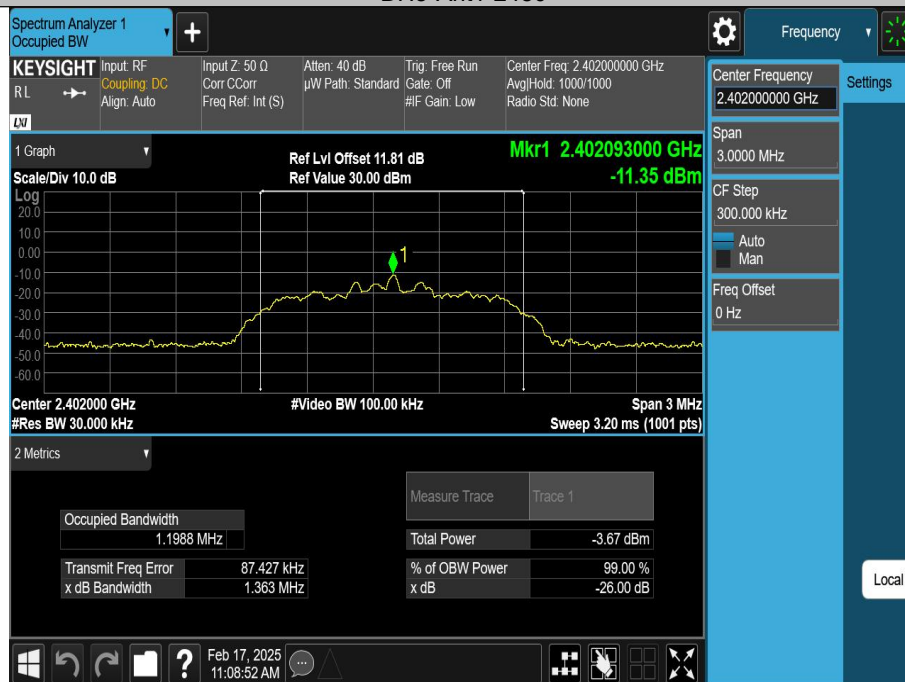 Spectrum Analyzer 1
Occupied BW
Frequency
KEYSIGHT
RL
LXI
Input: RF
Coupling: DC
Align: Auto
Input Z: 50 Ω
Corr CCorr
Freq Ref: Int (S)
Atten: 40 dB
µW Path: Standard
Trig: Free Run
Gate: Off
#IF Gain: Low
Center Freq: 2.402000000 GHz
Avg|Hold: 1000/1000
Radio Std: None
Center Frequency
2.402000000 GHz
Settings
Span
3.0000 MHz
CF Step
300.000 kHz
Auto
Man
Freq Offset
0 Hz
Local
1 Graph
Scale/Div 10.0 dB
Ref Lvl Offset 11.81 dB
Ref Value 30.00 dBm
Mkr1 2.402093000 GHz
-11.35 dBm
Log
20.0
10.0
0.00
-10.0
-20.0
-30.0
-40.0
-50.0
-60.0
1
Center 2.402000 GHz
#Video BW 100.00 kHz
Span 3 MHz
#Res BW 30.000 kHz
Sweep 3.20 ms (1001 pts)
2 Metrics
Measure Trace
Trace 1
Occupied Bandwidth
1.1988 MHz
Total Power
-3.67 dBm
Transmit Freq Error
87.427 kHz
% of OBW Power
99.00 %
x dB Bandwidth
1.363 MHz
x dB
-26.00 dB
Feb 17, 2025
11:08:52 AM